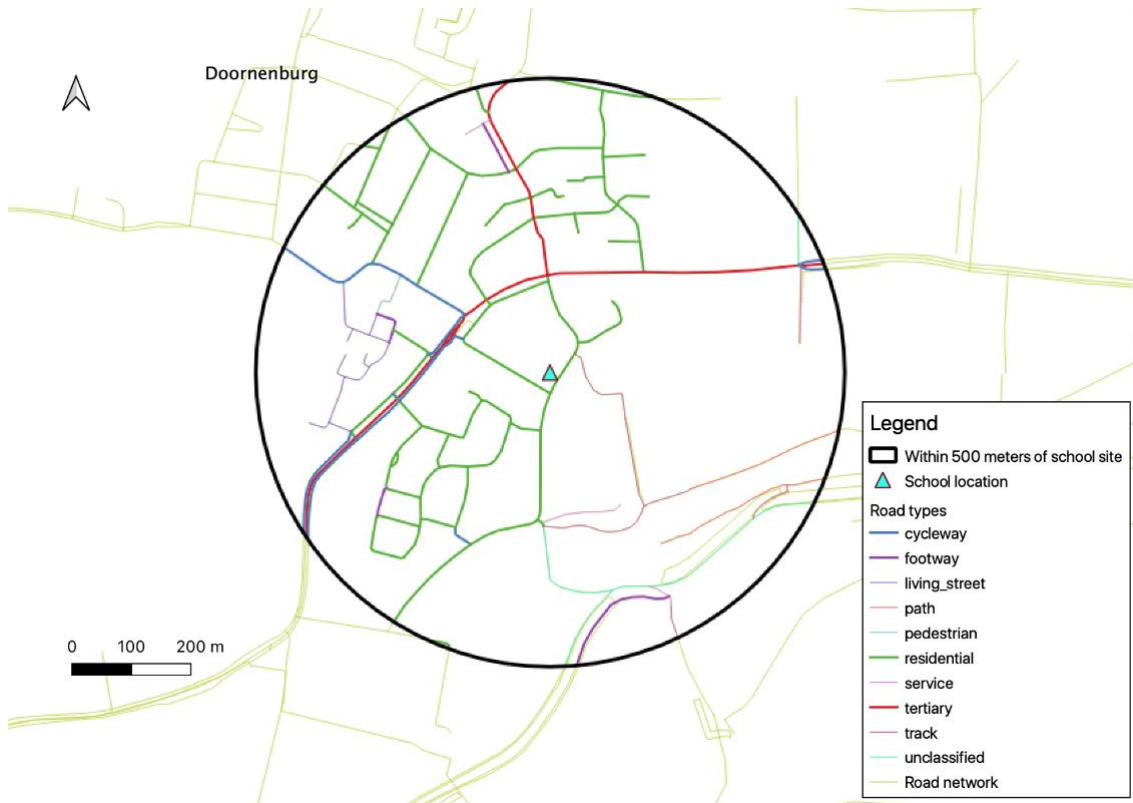 Doornenburg
0 100 200 m
Legend
Within 500 meters of school site
School location
Road types
cycleway
footway
living_street
path
pedestrian
residential
service
tertiary
track
unclassified
Road network